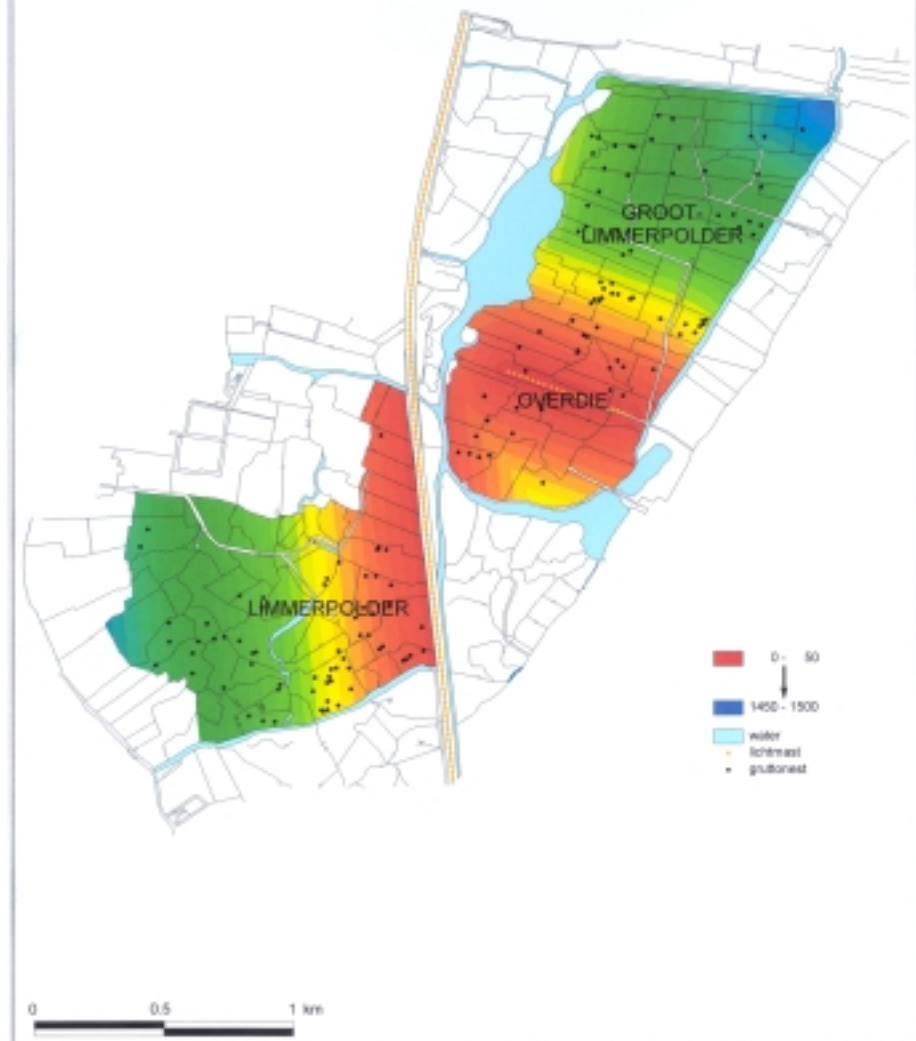 GROOT-
LIMMERPOLDER
OVERDIE
LIMMERPOLDER
0 - 50
1450 - 1500
water
lichtmast
gruttonest
0 0.5 1 km